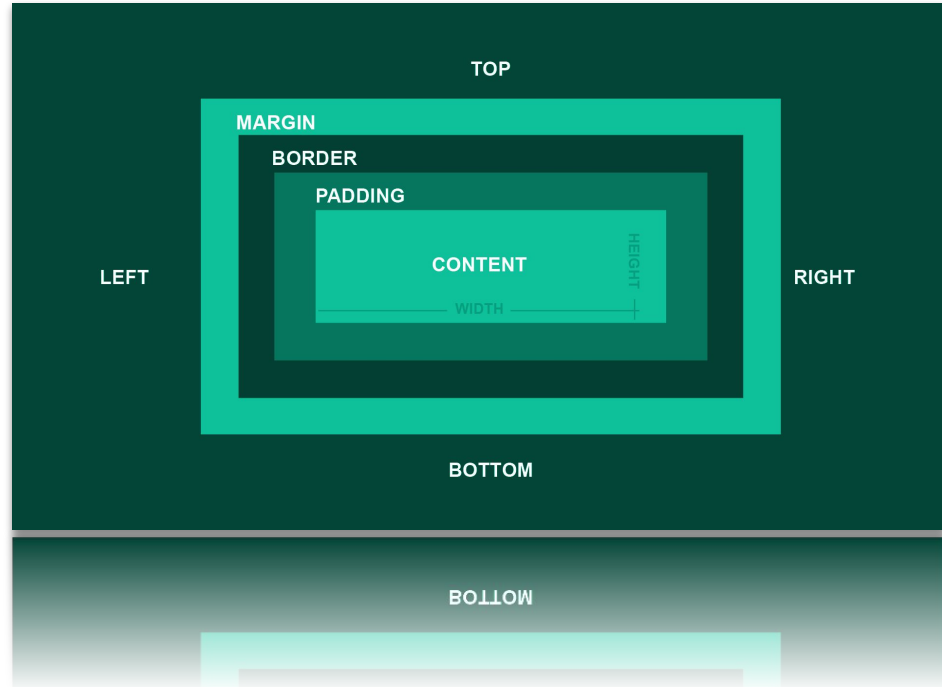 TOP
MARGIN
BORDER
PADDING
HEIGHT
CONTENT
LEFT
RIGHT
WIDTH
BOTTOM
BOTTOM